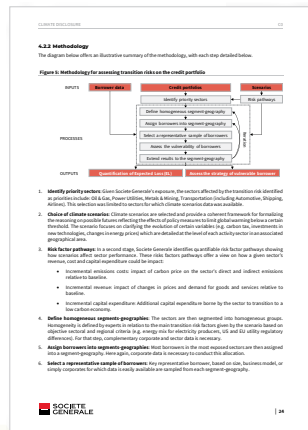 CLIMATE DISCLOSURE
4.2.2 Methodology
The diagram below offers an illustrative summary of the methodology, with each step detailed below.
Figure 5: Methodology for assessing transition risks on the credit portfolio
INPUTS Borrower data Credit portfolios Scenarios
Identify priority sectors Risk pathways
Define homogeneous segment-geography
Assign borrowers into segment-geography
PROCESSES Select a representative sample of borrowers
Assess the vulnerability of borrowers
Extend results to the segment-geography
OUTPUTS Quantification of Expected Loss (EL) Assess the strategy of vulnerable borrower
1. Identify priority sectors: Given Societe Generale's exposure, the sectors affected by the transition risk identified
as priorities include: Oil & Gas, Power Utilities, Metals & Mining, Transportation (including Automotive, Shipping,
Airlines). This selection was limited to sectors for which climate scenarios data was available.
2. Choice of climate scenarios: Climate scenarios are selected and provide a coherent framework for formalizing
the reasoning on possible futures reflecting the effects of policy measures to limit global warming below a certain
threshold. The scenario focuses on clarifying the evolution of certain variables (e.g. carbon tax, investments in
new technologies, changes in energy prices) which are detailed at the level of each activity sector in an associated
geographical area.
3. Risk factor pathways: In a second stage, Societe Generale identifies quantifiable risk factor pathways showing
how scenarios affect sector performance. These risk factors pathways offer a view on how a given sector's
revenue, cost and capital expenditure could be impact:
• Incremental emissions costs: impact of carbon price on the sector's direct and indirect emissions
relative to baseline.
• Incremental revenue impact of changes in prices and demand for goods and services relative to
baseline.
• Incremental capital expenditure: Additional capital expenditure borne by the sector to transition to a
low carbon economy.
4. Define homogeneous segments-geographies: The sectors are then segmented into homogenous groups.
Homogeneity is defined by experts in relation to the main transition risk factors given by the scenario based on
objective sectoral and regional criteria (e.g. energy mix for electricity producers, US and EU utility regulatory
differences). For that step, complementary corporate and sector data is necessary.
5. Assign borrowers into segments-geographies: Most borrowers in the most exposed sectors are then assigned
into a segment-geography. Here again, corporate data is necessary to conduct this allocation.
6. Select a representative sample of borrowers: Key representative borrower, based on size, business model, or
simply corporates for which data is easily available are sampled from each segment-geography.
SOCIETE
GENERALE
| 24